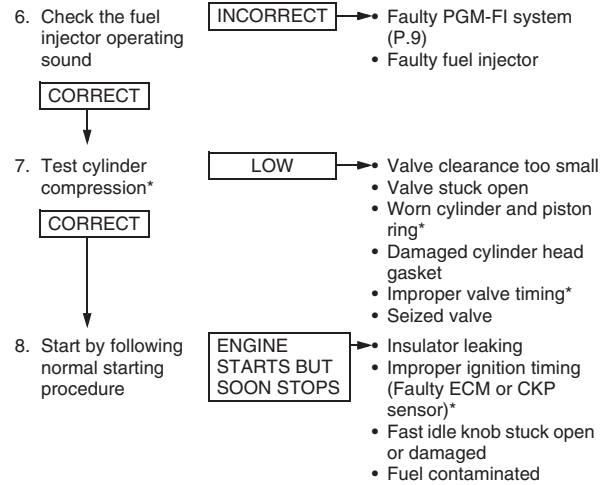 6. Check the fuel
injector operating
sound
INCORRECT
• Faulty PGM-FI system
(P.9)
• Faulty fuel injector
CORRECT
7. Test cylinder
compression*
LOW
• Valve clearance too small
• Valve stuck open
• Worn cylinder and piston
ring*
• Damaged cylinder head
gasket
• Improper valve timing*
• Seized valve
CORRECT
8. Start by following
normal starting
procedure
ENGINE
STARTS BUT
SOON STOPS
• Insulator leaking
• Improper ignition timing
(Faulty ECM or CKP
sensor)*
• Fast idle knob stuck open
or damaged
• Fuel contaminated